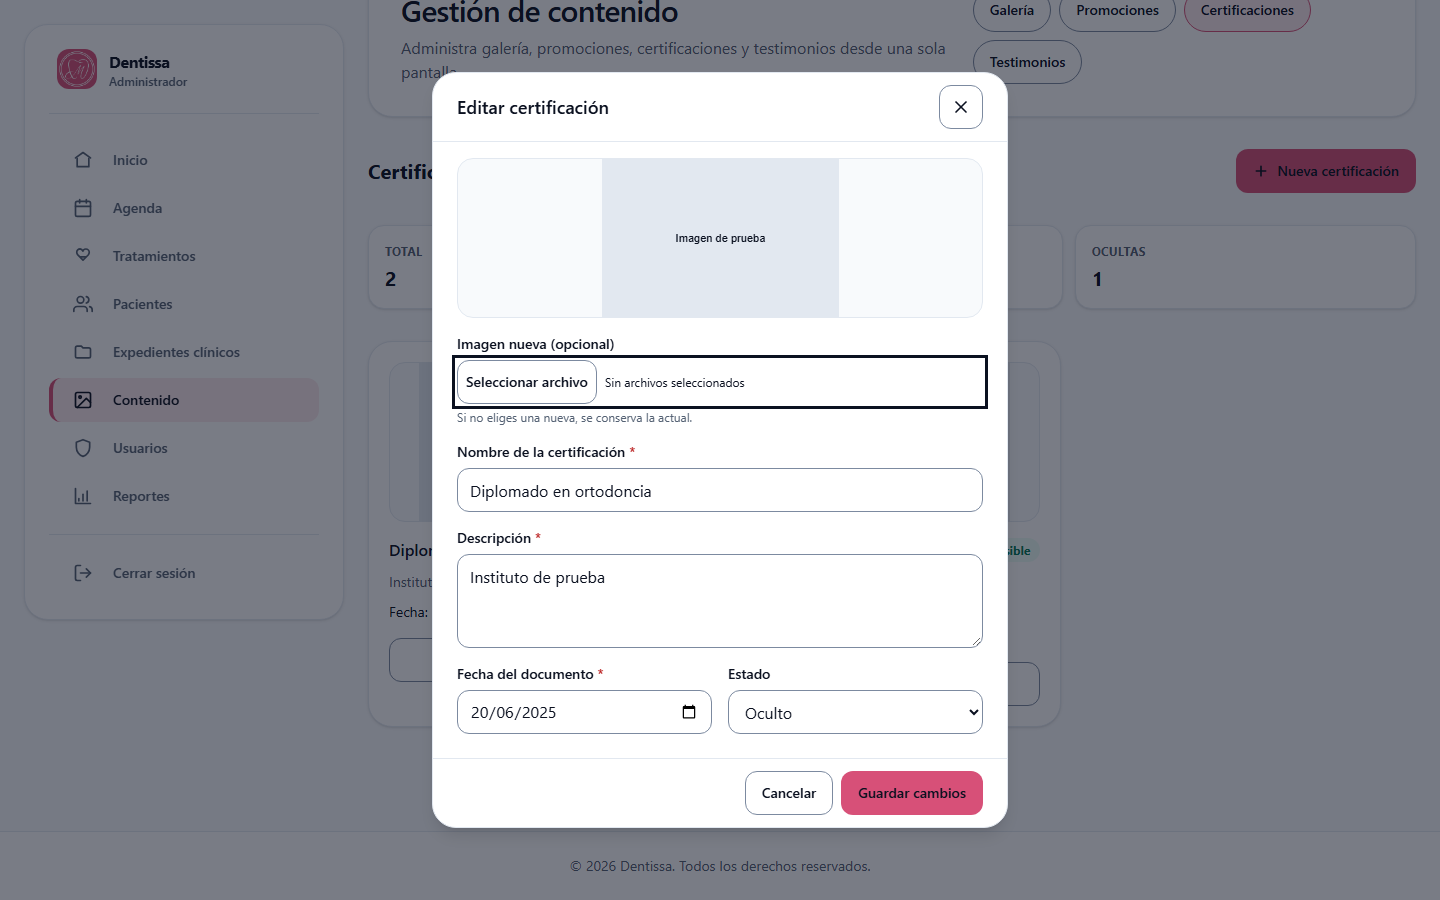 Dentissa
Administrador
Inicio
Agenda
Tratamientos
Pacientes
Expedientes clínicos
Contenido
Usuarios
Reportes
Cerrar sesión
Gestión de contenido
Administra galería, promociones, certificaciones y testimonios desde una sola
pantalla
Galería
Promociones
Certificaciones
Testimonios
Nueva certificación
TOTAL
2
OCULTAS
1
Fecha:
Editar certificación
Imagen de prueba
Imagen nueva (opcional)
Seleccionar archivo
Sin archivos seleccionados
Si no eliges una nueva, se conserva la actual.
Nombre de la certificación *
Diplomado en ortodoncia
Descripción *
Instituto de prueba
Fecha del documento *
20/06/2025
Estado
Oculto
Cancelar
Guardar cambios
© 2026 Dentissa. Todos los derechos reservados.